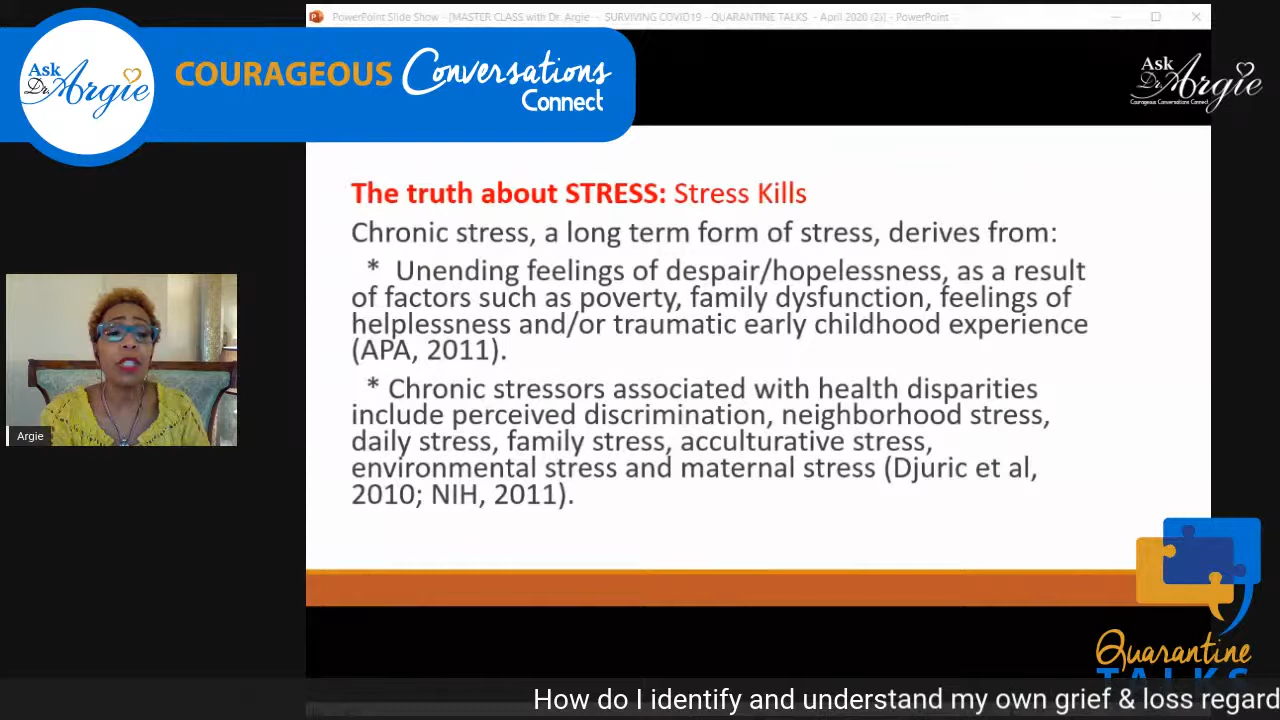 PowerPoint Slide Show - [MASTER CLASS with Dr. Argie - SURVIVING COVID19 - QUARANTINE TALKS - April 2020 (2)] - PowerPoint
Ask
Dr. Argie
COURAGEOUS Conversations
Connect
Ask
Dr. Argie
Courageous Conversations Connect
The truth about STRESS: Stress Kills
Chronic stress, a long term form of stress, derives from:
* Unending feelings of despair/hopelessness, as a result
of factors such as poverty, family dysfunction, feelings of
helplessness and/or traumatic early childhood experience
(APA, 2011).
* Chronic stressors associated with health disparities
include perceived discrimination, neighborhood stress,
daily stress, family stress, acculturative stress,
environmental stress and maternal stress (Djuric et al,
2010; NIH, 2011).
Argie
Quarantine
TALKS
How do I identify and understand my own grief & loss regard